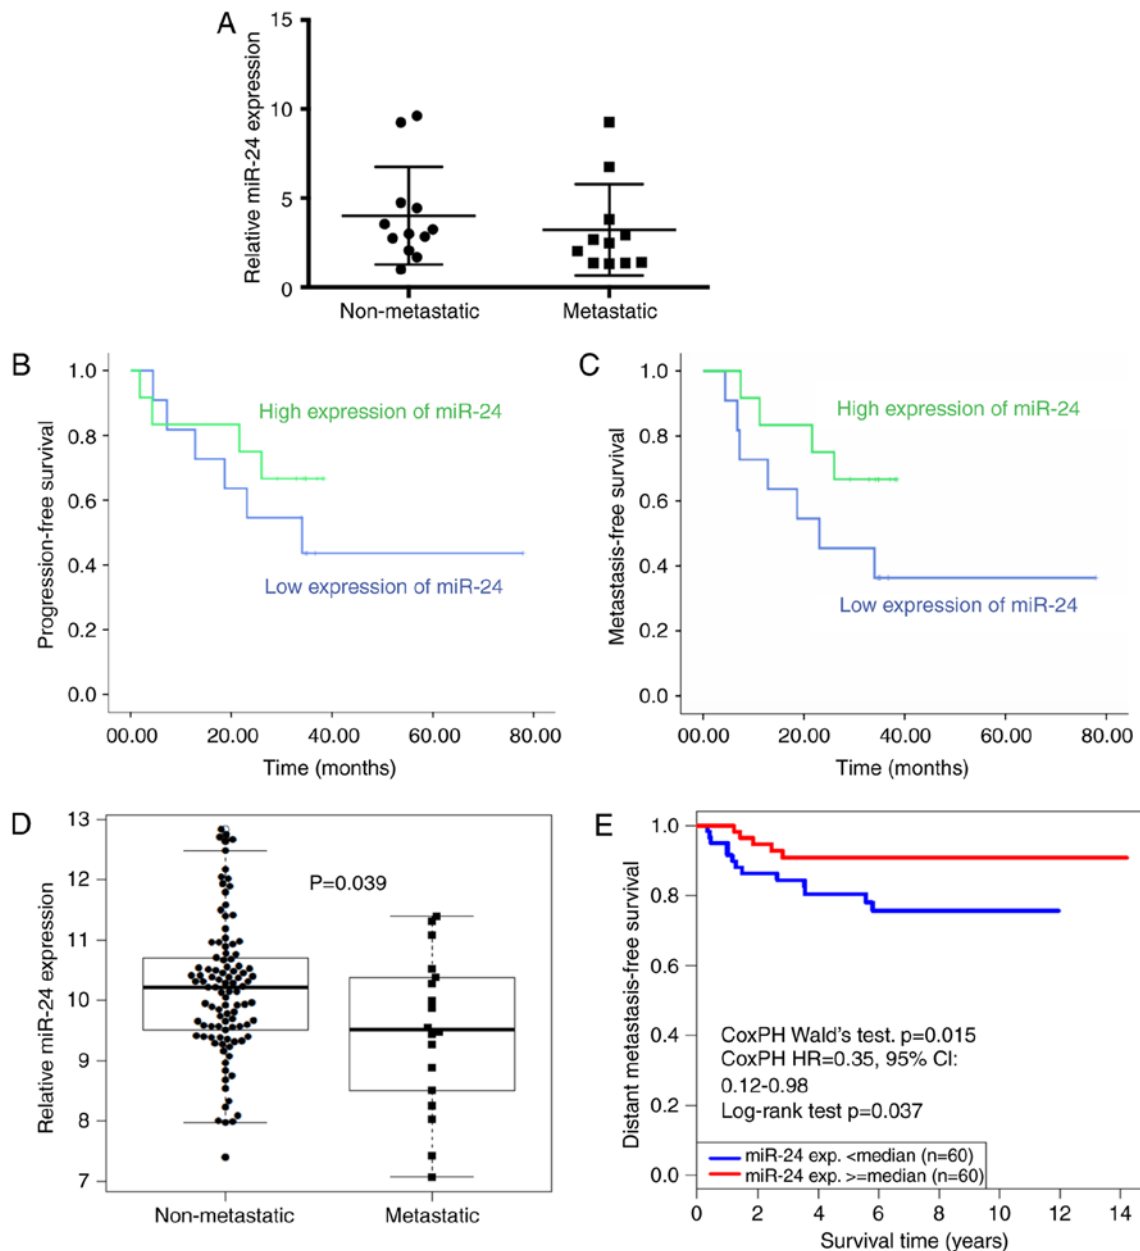 A
Relative miR-24 expression
15
10
5
0
Non-metastatic
Metastatic
B
Progression-free survival
1.0
0.8
0.6
0.4
0.2
0.0
High expression of miR-24
Low expression of miR-24
00.00
20.00
40.00
60.00
80.00
Time (months)
C
Metastasis-free survival
1.0
0.8
0.6
0.4
0.2
0.0
High expression of miR-24
Low expression of miR-24
00.00
20.00
40.00
60.00
80.00
Time (months)
D
Relative miR-24 expression
13
12
11
10
9
8
7
P=0.039
Non-metastatic
Metastatic
E
Distant metastasis-free survival
1.0
0.8
0.6
0.4
0.2
0.0
CoxPH Wald's test. p=0.015
CoxPH HR=0.35, 95% CI:
0.12-0.98
Log-rank test p=0.037
miR-24 exp. <median (n=60)
miR-24 exp. >=median (n=60)
0
2
4
6
8
10
12
14
Survival time (years)